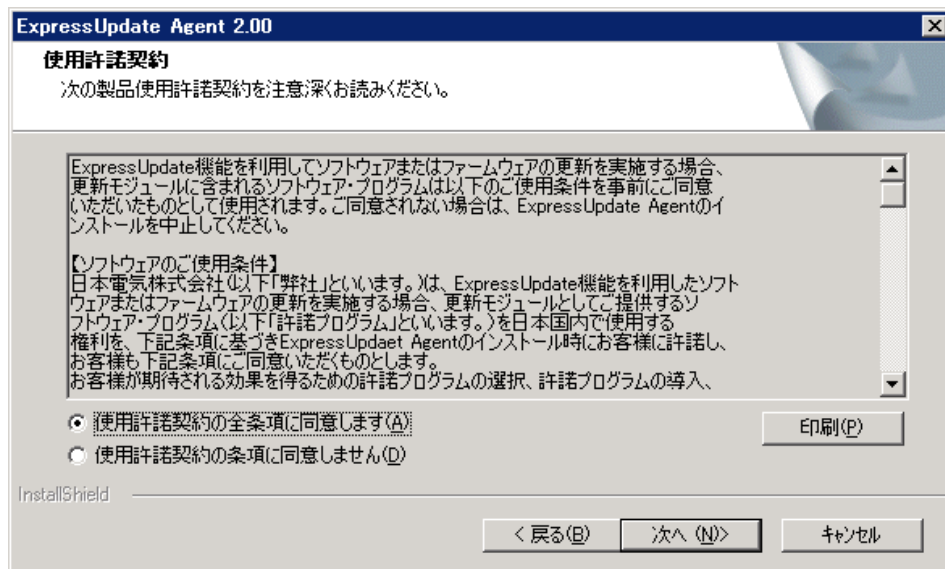 ExpressUpdate Agent 2.00
使用許諾契約
次の製品使用許諾契約を注意深くお読みください。
ExpressUpdate機能を利用してソフトウェアまたはファームウェアの更新を実施する場合、
更新モジュールに含まれるソフトウェア・プログラムは以下のご使用条件を事前にご同意
いただいたものとして使用されます。ご同意されない場合は、ExpressUpdate Agentのイ
ンストールを中止してください。
【ソフトウェアのご使用条件】
日本電気株式会社(以下「弊社」といいます。)は、ExpressUpdate機能を利用したソフト
ウェアまたはファームウェアの更新を実施する場合、更新モジュールとしてご提供するソ
フトウェア・プログラム(以下「許諾プログラム」といいます。)を日本国内で使用する
権利を、下記条項に基づきExpressUpdaet Agentのインストール時にお客様に許諾し、
お客様も下記条項にご同意いただくものとします。
お客様が期待される効果を得るための許諾プログラムの選択、許諾プログラムの導入、
使用許諾契約の全条項に同意します(A)
印刷(P)
使用許諾契約の条項に同意しません(D)
InstallShield
< 戻る(B)
次へ (N)>
キャンセル